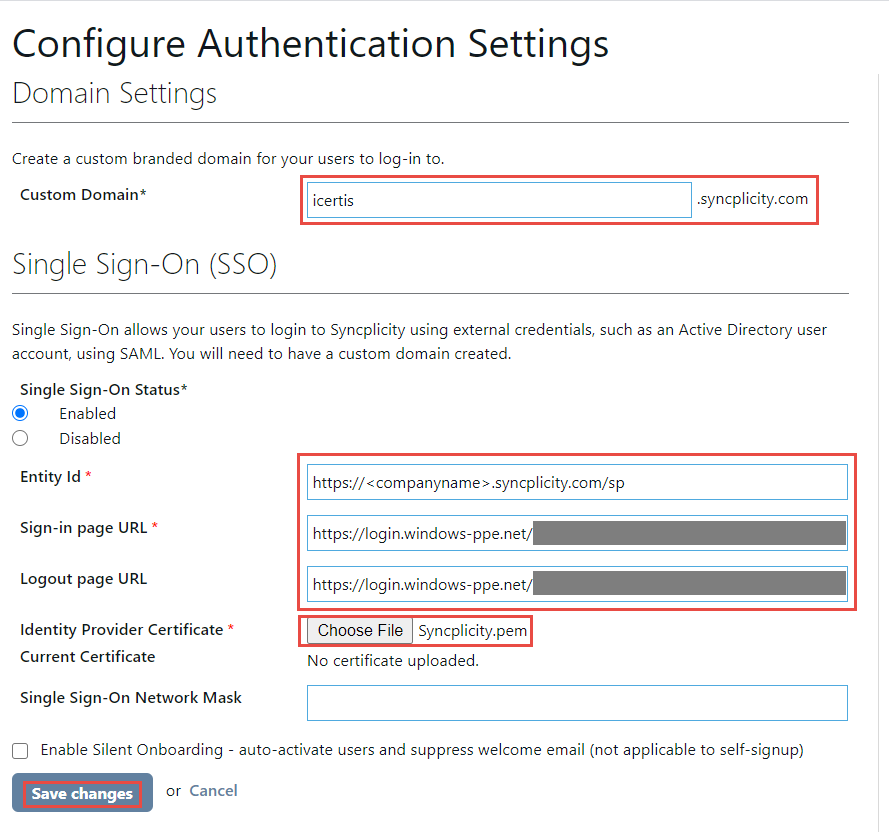 Configure Authentication Settings
Domain Settings
Create a custom branded domain for your users to log-in to.
Custom Domain*
icertis
.syncplicity.com
Single Sign-On (SSO)
Single Sign-On allows your users to login to Syncplicity using external credentials, such as an Active Directory user
account, using SAML. You will need to have a custom domain created.
Single Sign-On Status*
Enabled
Disabled
Entity Id *
https://<companyname>.syncplicity.com/sp
Sign-in page URL *
https://login.windows-ppe.net/
Logout page URL
https://login.windows-ppe.net/
Identity Provider Certificate *
Choose File Syncplicity.pem
Current Certificate
No certificate uploaded.
Single Sign-On Network Mask
Enable Silent Onboarding - auto-activate users and suppress welcome email (not applicable to self-signup)
Save changes or Cancel